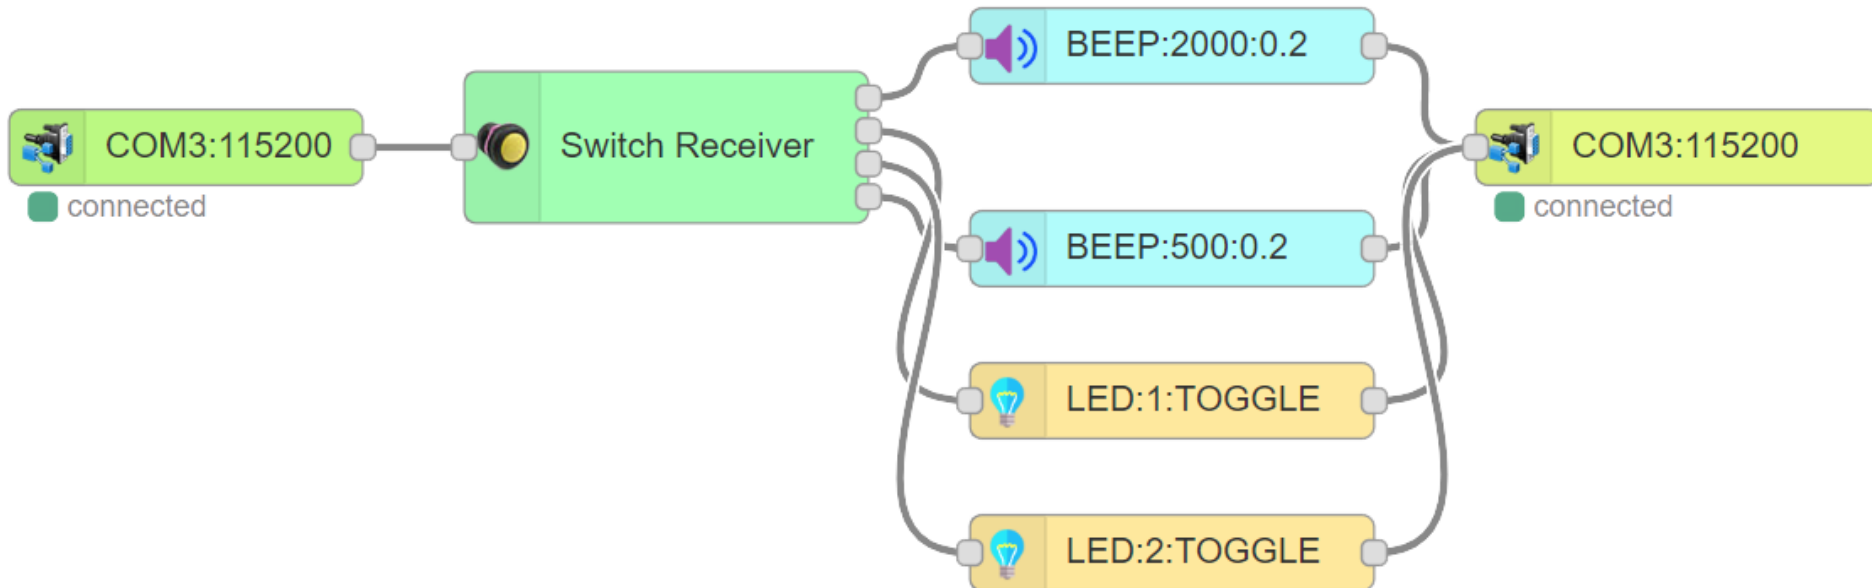 COM3:115200
connected
Switch Receiver
BEEP:2000:0.2
BEEP:500:0.2
LED:1:TOGGLE
LED:2:TOGGLE
COM3:115200
connected